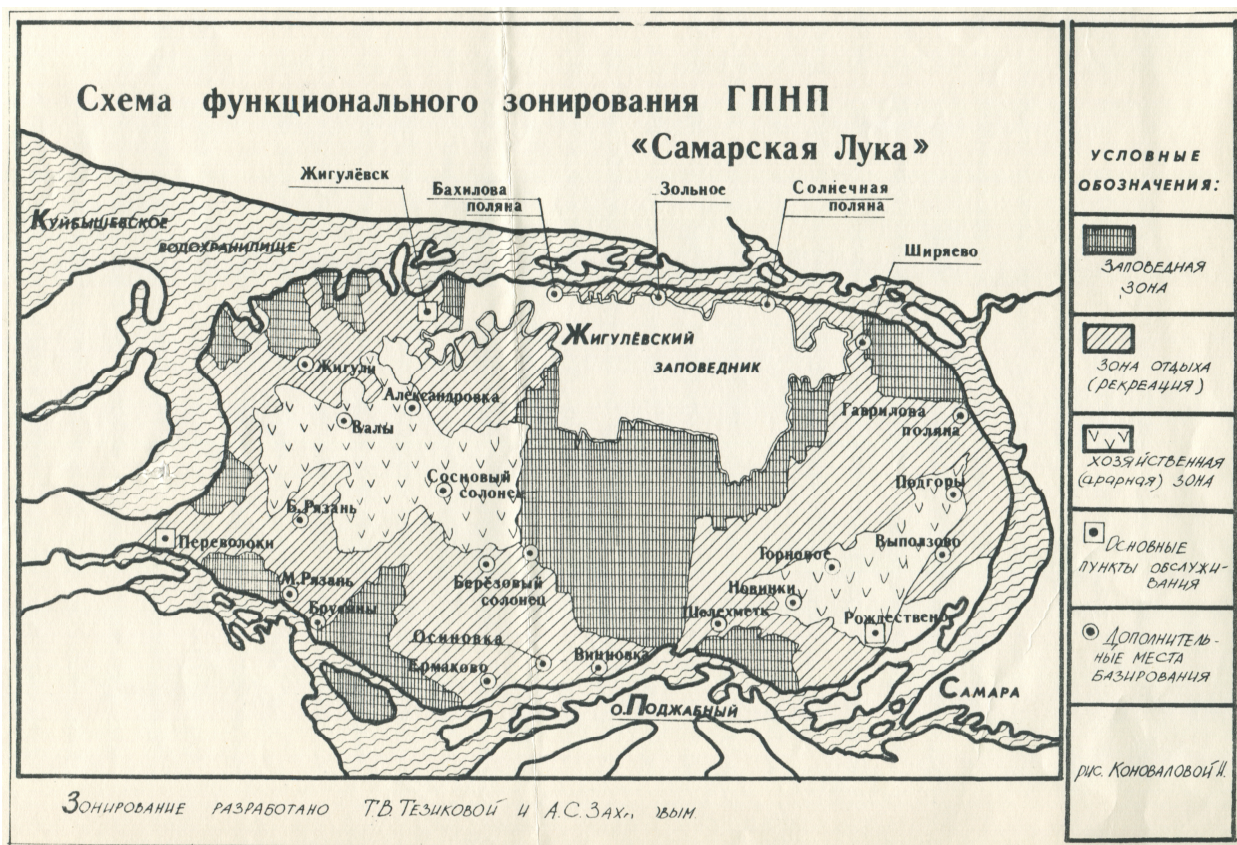 Схема функционального зонирования ГПНП
«Самарская Лука»
Жигулёвск
Бахилова
поляна
Зольное
Солнечная
поляна
Ширяево
Куйбышевское
водохранилище
Жигулёвский
заповедник
Жигули
Александровка
Валы
Гаврилова
поляна
Сосновый
солонец
Подгоры
Б.Рязань
Переволоки
Выползово
Торновое
М.Рязань
Берёзовый
солонец
Новинки
Брусяны
Шелехметь
Рождествено
Осиновка
Ермаково
Винновка
Самара
о.Поджабный
Зонирование разработано Т.В.Тезиковой и А.С.
УСЛОВНЫЕ
ОБОЗНАЧЕНИЯ:
Заповедная
зона
Зона отдыха
(рекреация)
Хозяйственная
(арарная) зона
Основные
пункты обслужи-
вания
Дополнитель-
ные места
базирования
рис. Коноваловой Н.